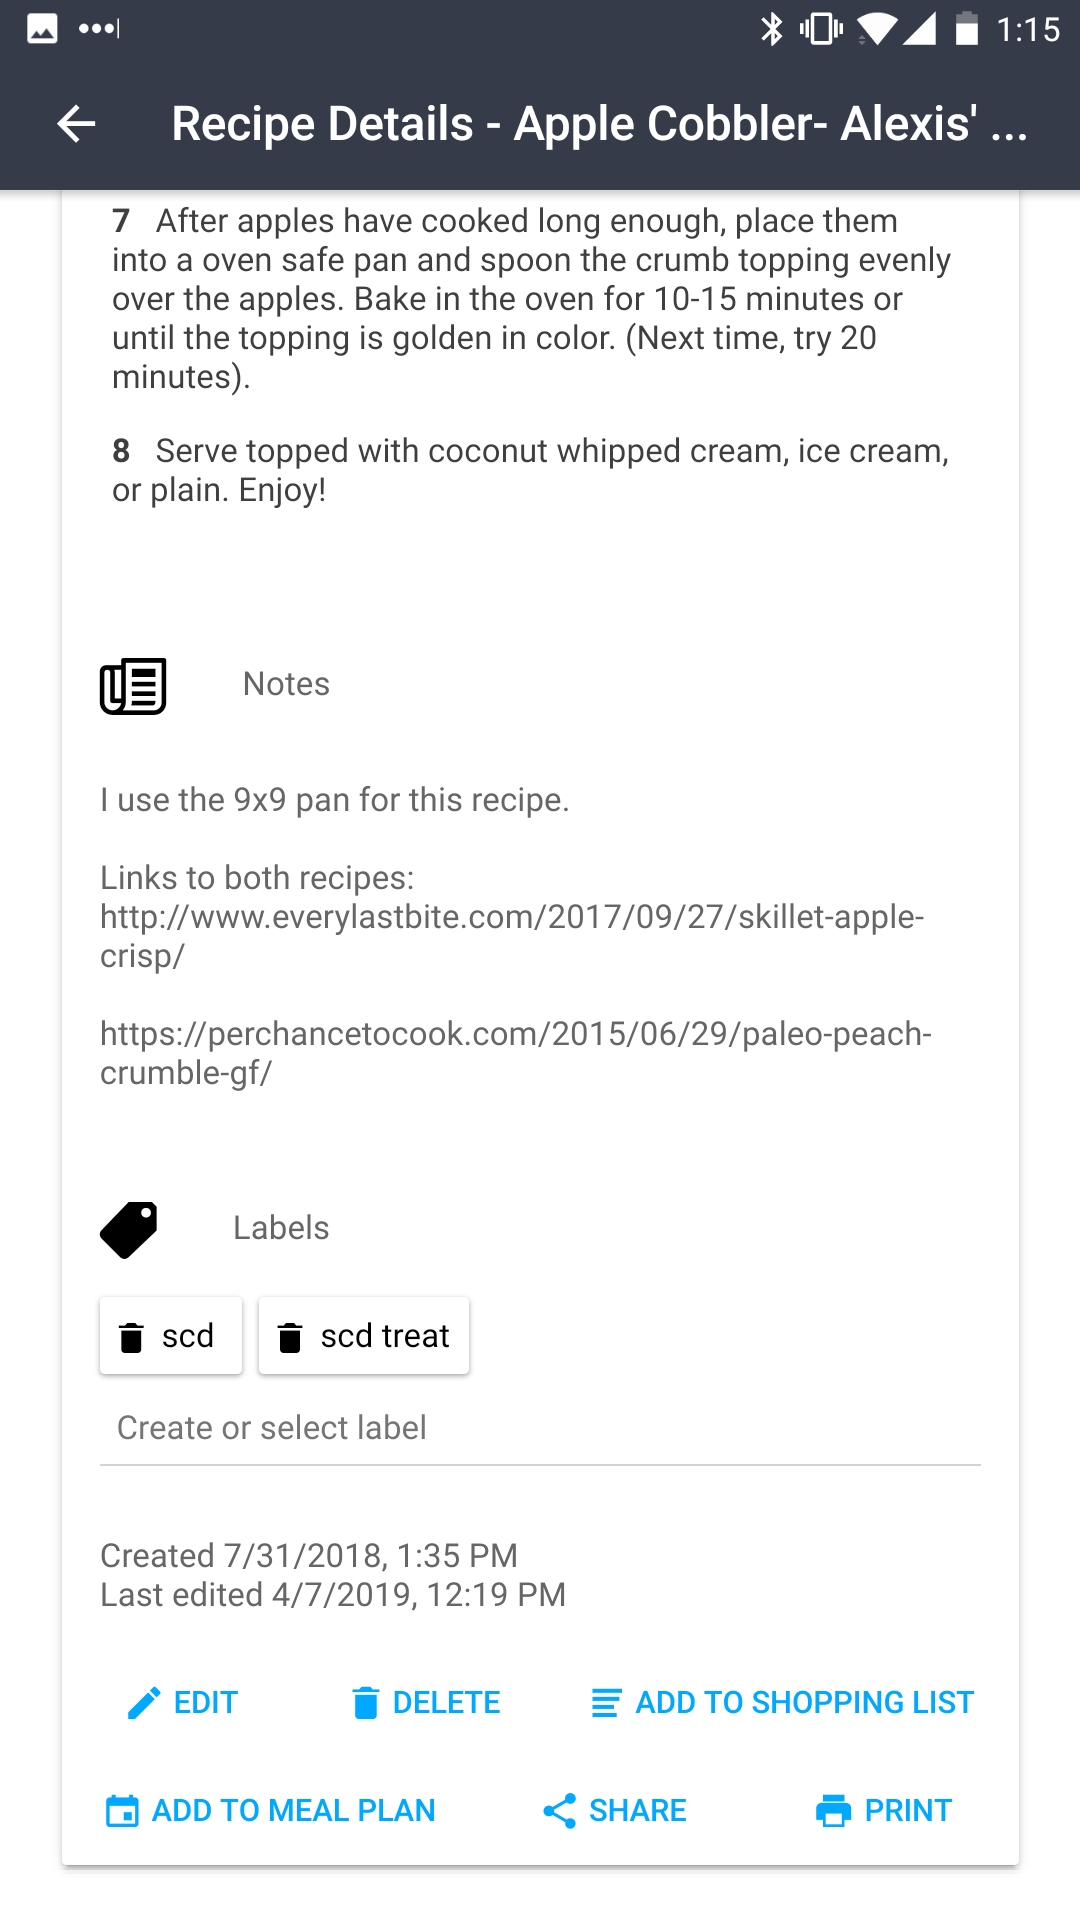 1:15
Recipe Details - Apple Cobbler- Alexis' ...
7 After apples have cooked long enough, place them
into a oven safe pan and spoon the crumb topping evenly
over the apples. Bake in the oven for 10-15 minutes or
until the topping is golden in color. (Next time, try 20
minutes).
8 Serve topped with coconut whipped cream, ice cream,
or plain. Enjoy!
Notes
I use the 9x9 pan for this recipe.
Links to both recipes:
http://www.everylastbite.com/2017/09/27/skillet-apple-
crisp/
https://perchancetocook.com/2015/06/29/paleo-peach-
crumble-gf/
Labels
scd scd treat
Create or select label
Created 7/31/2018, 1:35 PM
Last edited 4/7/2019, 12:19 PM
EDIT DELETE ADD TO SHOPPING LIST
ADD TO MEAL PLAN SHARE PRINT